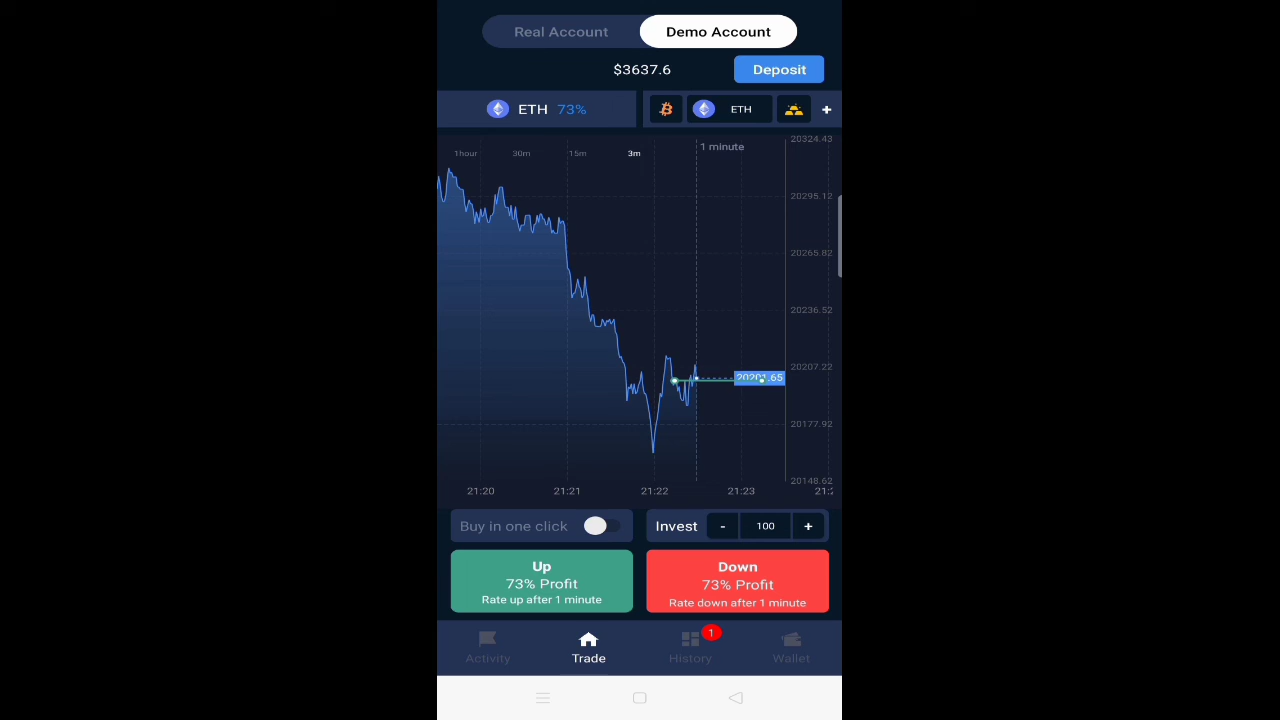 Real Account Demo Account
$3637.6 Deposit
ETH 73% ETH +
1hour 30m 15m 3m 1 minute
20324.43
20295.12
20265.82
20236.52
20207.22
20201.65
20177.92
20148.62
21:20 21:21 21:22 21:23
Buy in one click Invest - 100 +
Up Down
73% Profit 73% Profit
Rate up after 1 minute Rate down after 1 minute
1
Activity Trade History Wallet